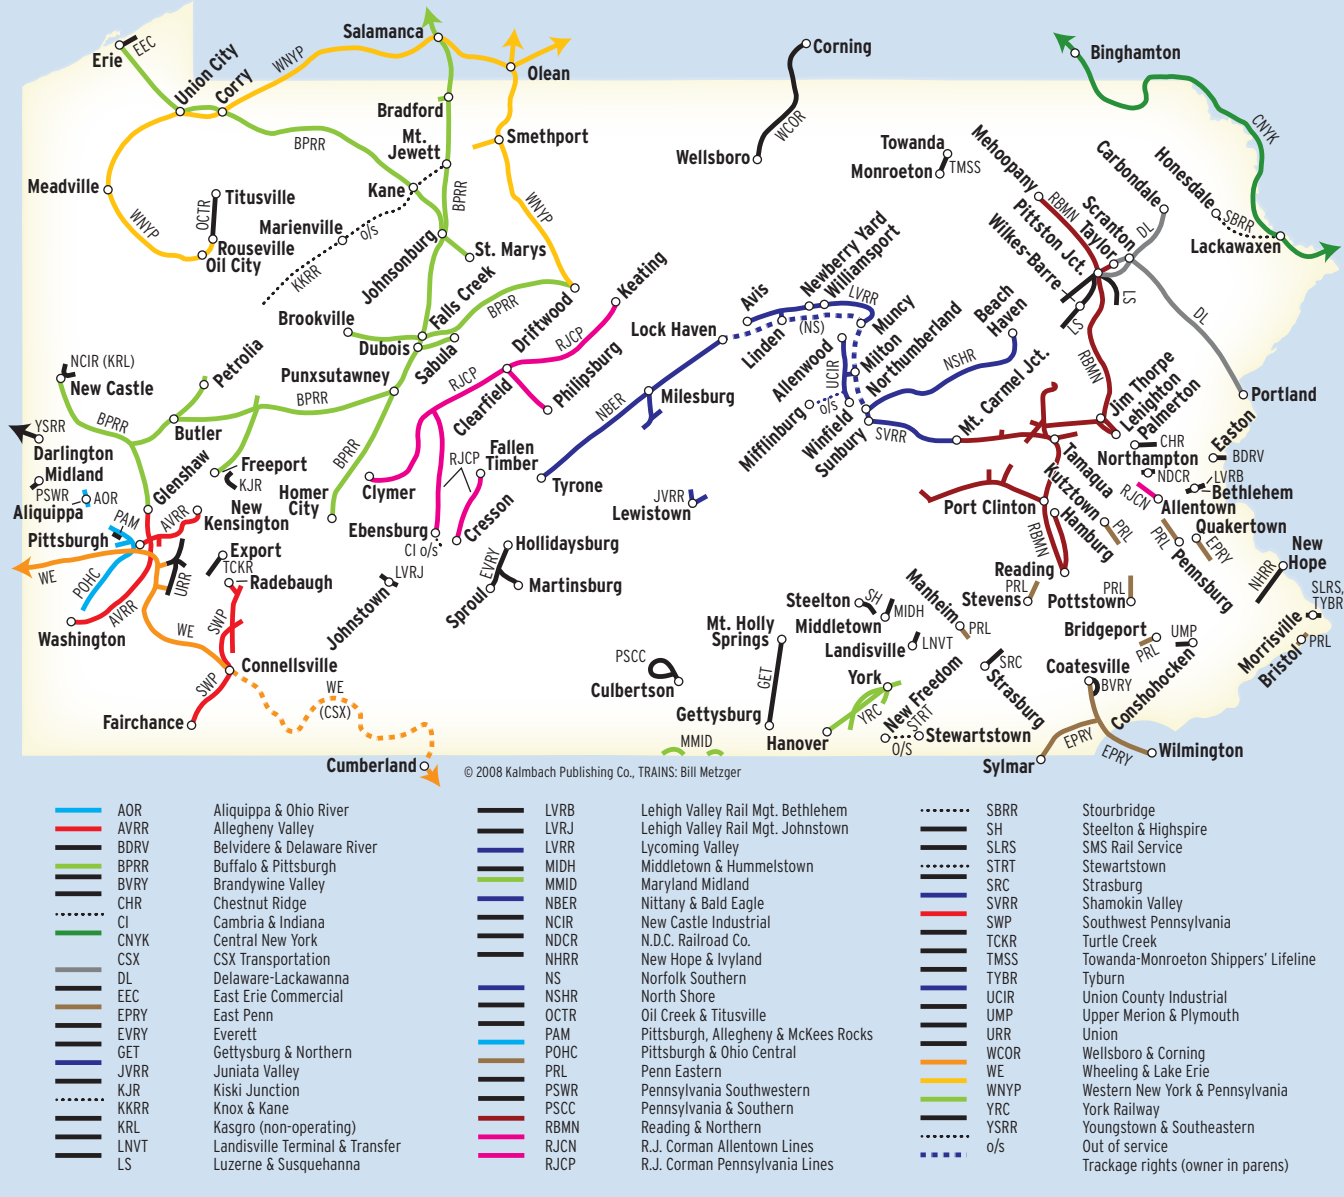 Salamanca
Corning
Binghamton
EEC
Erie
WNYP
Olean
Union City
Corry
Bradford
Mt.
Jewett
Smethport
WCOR
Wellsboro
CNYK
BPRR
Towanda
Monroeton
TMSS
Mehoopany
RBMN
Carbondale
Honesdale
Meadville
Titusville
OCTR
Kane
BPRR
WNYP
Pittston Jct.
Taylor
Scranton
DL
SBRR
Lackawaxen
WNYP
Marienville
o/s
Rouseville
Oil City
KKRR
Johnsonburg
St. Marys
Newberry Yard
Williamsport
Wilkes-Barre
LS
LS
DL
Brookville
Falls Creek
BPRR
Driftwood
Keating
Avis
LVRR
(NS)
Muncy
Beach
Haven
Dubois
Sabula
RJCP
Lock Haven
Linden
Allenwood
Milton
Northumberland
NSHR
RBMN
NCIR (KRL)
New Castle
Petrolia
Punxsutawney
BPRR
RJCP
Clearfield
Philipsburg
Milesburg
NBER
UCIR
o/s
Mifflinburg
Winfield
Sunbury
SVRR
Mt. Carmel Jct.
Jim Thorpe
Lehighton
Palmerton
Portland
BPRR
Butler
YSRR
Darlington
Midland
PSWR
AOR
Aliquippa
Glenshaw
Freeport
KJR
BPRR
Homer
City
Clymer
RJCP
Fallen
Timber
Tyrone
JVRR
Lewistown
Port Clinton
Tamaqua
Kutztown
Hamburg
PRL
CHR
Northampton
NDCR
RJCN
Allentown
Easton
BDRV
LVRB
Bethlehem
Quakertown
PAM
AVRR
New
Kensington
Pittsburgh
Ebensburg
CI o/s
Cresson
WE
POHC
AVRR
Washington
URR
Export
TCKR
Radebaugh
LVRJ
Johnstown
EVRY
Hollidaysburg
Martinsburg
Sproul
RBMN
Reading
PRL
Pennsburg
EPRY
New
Hope
NHRR
SLRS,
TYBR
WE
SWP
Connellsville
SWP
Fairchance
WE
(CSX)
Cumberland
Steelton
SH
Middletown
MIDH
Landisville
LNVT
Manheim
PRL
Stevens
PRL
PRL
Pottstown
Bridgeport
PRL
UMP
Conshohocken
Morrisville
Bristol
PRL
Mt. Holly
Springs
GET
Gettysburg
PSCC
Culbertson
MMID
York
YRC
Hanover
New Freedom
STRT
o/s
Stewartstown
SRC
Strasburg
Coatesville
BVRY
EPRY
EPRY
Sylmar
Wilmington
© 2008 Kalmbach Publishing Co., TRAINS: Bill Metzger
AOR Aliquippa & Ohio River
AVRR Allegheny Valley
BDRV Belvidere & Delaware River
BPRR Buffalo & Pittsburgh
BVRY Brandywine Valley
CHR Chestnut Ridge
CI Cambria & Indiana
CNYK Central New York
CSX CSX Transportation
DL Delaware-Lackawanna
EEC East Erie Commercial
EPRY East Penn
EVRY Everett
GET Gettysburg & Northern
JVRR Juniata Valley
KJR Kiski Junction
KKRR Knox & Kane
KRL Kasgro (non-operating)
LNVT Landisville Terminal & Transfer
LS Luzerne & Susquehanna
LVRB Lehigh Valley Rail Mgt. Bethlehem
LVRJ Lehigh Valley Rail Mgt. Johnstown
LVRR Lycoming Valley
MIDH Middletown & Hummelstown
MMID Maryland Midland
NBER Nittany & Bald Eagle
NCIR New Castle Industrial
NDCR N.D.C. Railroad Co.
NHRR New Hope & Ivyland
NS Norfolk Southern
NSHR North Shore
OCTR Oil Creek & Titusville
PAM Pittsburgh, Allegheny & McKees Rocks
POHC Pittsburgh & Ohio Central
PRL Penn Eastern
PSWR Pennsylvania Southwestern
PSCC Pennsylvania & Southern
RBMN Reading & Northern
RJCN R.J. Corman Allentown Lines
RJCP R.J. Corman Pennsylvania Lines
SBRR Stourbridge
SH Steelton & Highspire
SLRS SMS Rail Service
STRT Stewartstown
SRC Strasburg
SVRR Shamokin Valley
SWP Southwest Pennsylvania
TCKR Turtle Creek
TMSS Towanda-Monroeton Shippers' Lifeline
TYBR Tyburn
UCIR Union County Industrial
UMP Upper Merion & Plymouth
URR Union
WCOR Wellsboro & Corning
WE Wheeling & Lake Erie
WNYP Western New York & Pennsylvania
YRC York Railway
YSRR Youngstown & Southeastern
o/s Out of service
Trackage rights (owner in parens)